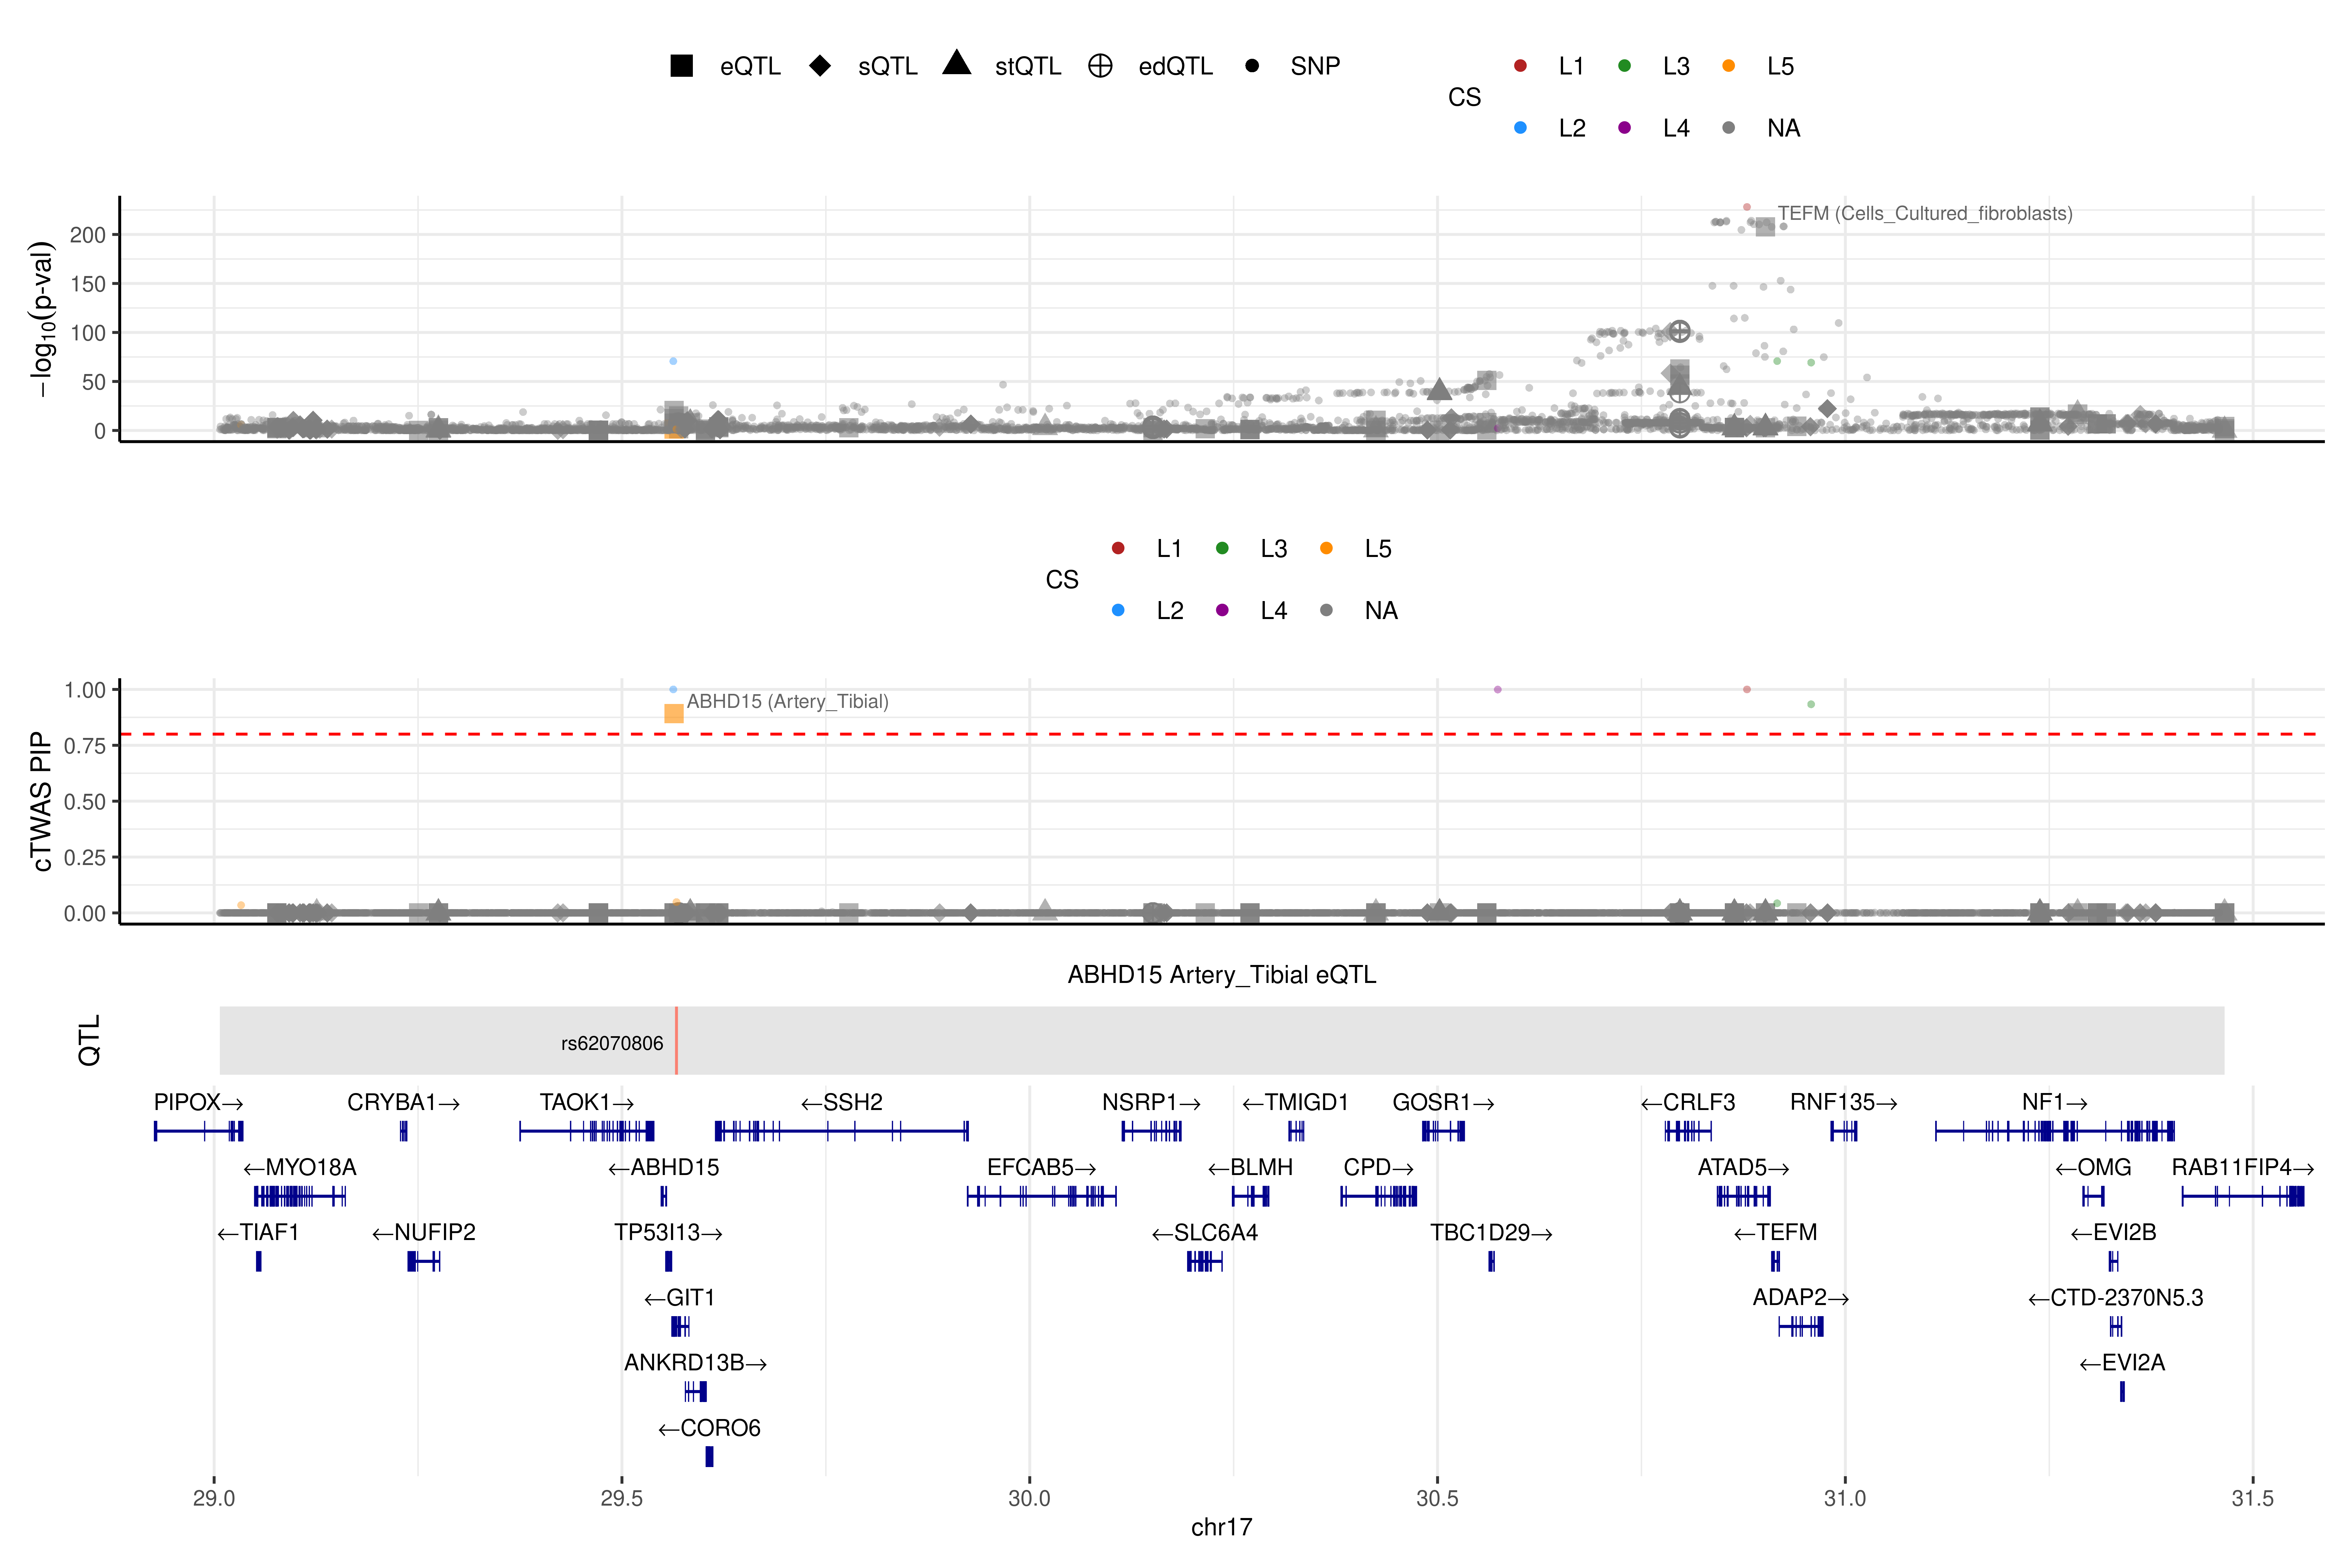 eQTL sQTL stQTL edQTL SNP
CS
L1 L3 L5
L2 L4 NA
−log10(p-val)
200
150
100
50
0
TEFM (Cells_Cultured_fibroblasts)
CS
L1 L3 L5
L2 L4 NA
cTWAS PIP
1.00
0.75
0.50
0.25
0.00
ABHD15 (Artery_Tibial)
ABHD15 Artery_Tibial eQTL
QTL
rs62070806
PIPOX→ CRYBA1→ TAOK1→ ←SSH2 NSRP1→ ←TMIGD1 GOSR1→ ←CRLF3 RNF135→ NF1→
←MYO18A ←ABHD15 EFCAB5→ ←BLMH CPD→ ATAD5→ ←OMG RAB11FIP4→
←TIAF1 ←NUFIP2 TP53I13→ ←SLC6A4 TBC1D29→ ←TEFM ←EVI2B
←GIT1 ADAP2→ ←CTD-2370N5.3
ANKRD13B→ ←EVI2A
←CORO6
29.0 29.5 30.0 30.5 31.0 31.5
chr17